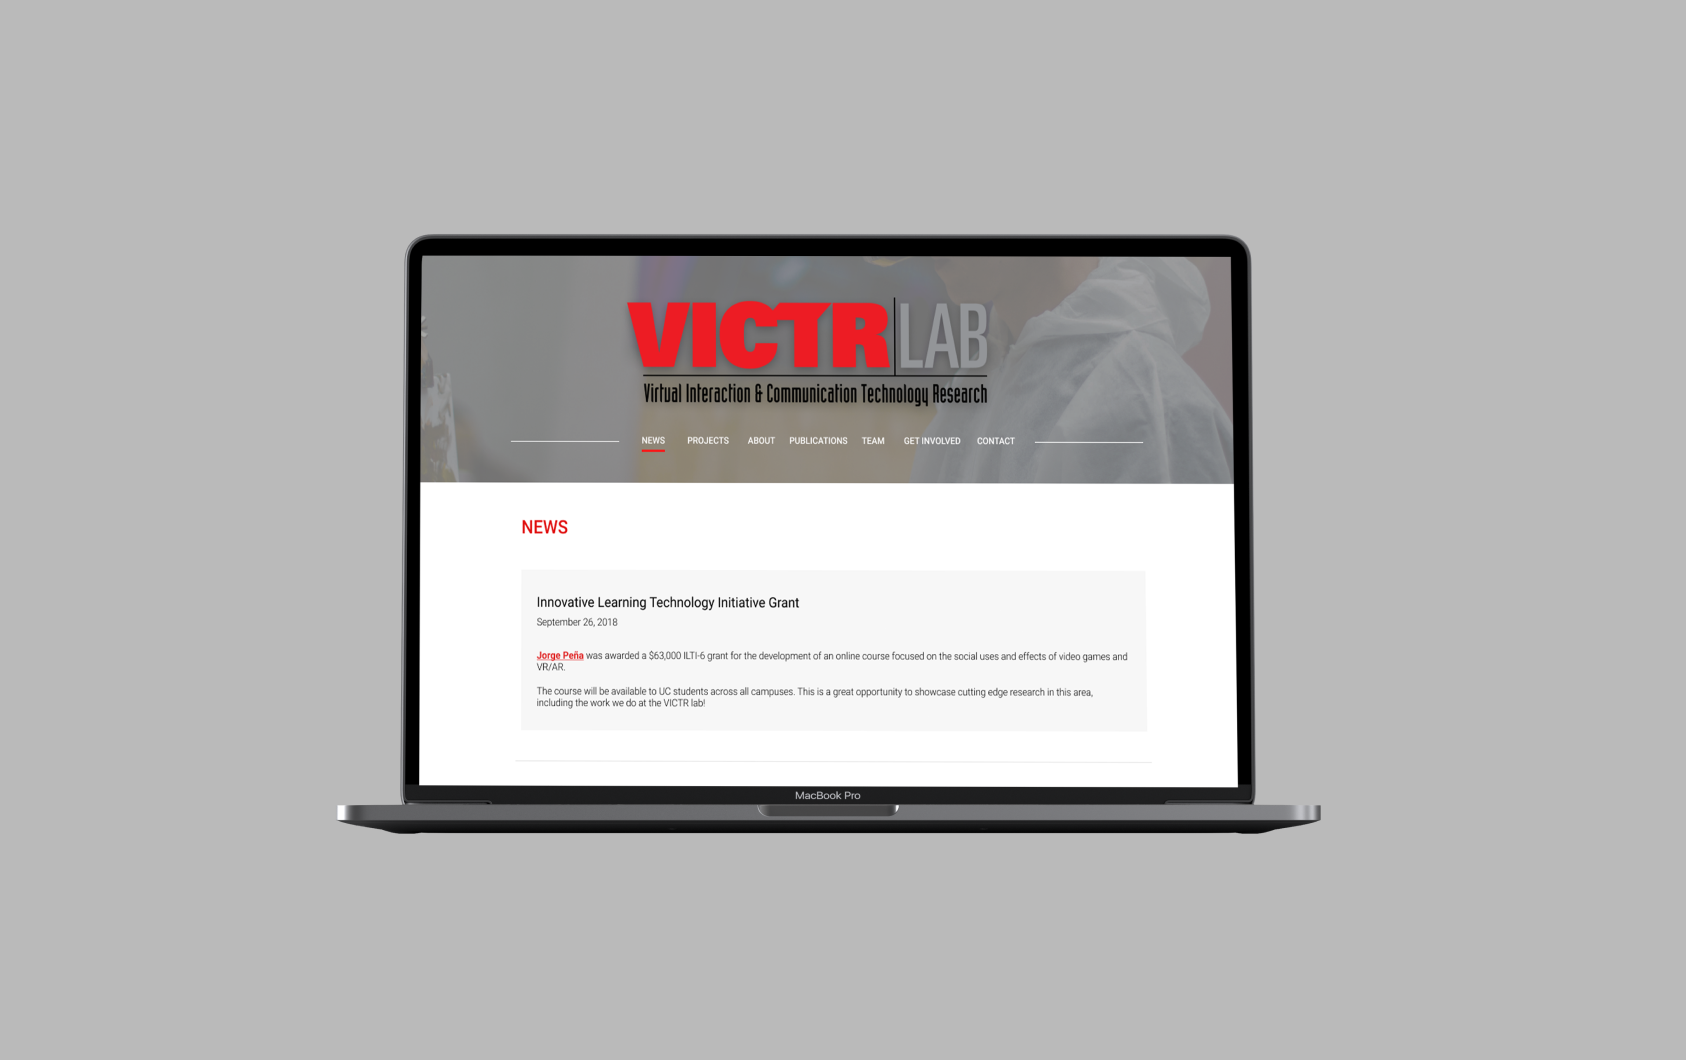 VICTR LAB
Virtual Interaction & Communication Technology Research
NEWS PROJECTS ABOUT PUBLICATIONS TEAM GET INVOLVED CONTACT
NEWS
Innovative Learning Technology Initiative Grant
September 26, 2018
Jorge Peña was awarded a $63,000 ILTI-6 grant for the development of an online course focused on the social uses and effects of video games and
VR/AR.
The course will be available to UC students across all campuses. This is a great opportunity to showcase cutting edge research in this area,
including the work we do at the VICTR lab!
MacBook Pro